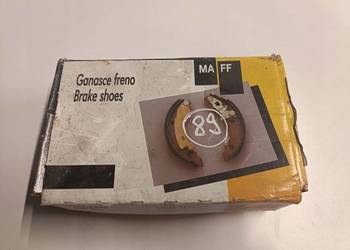 Ganasce freno
Brake shoes
MA FF
89